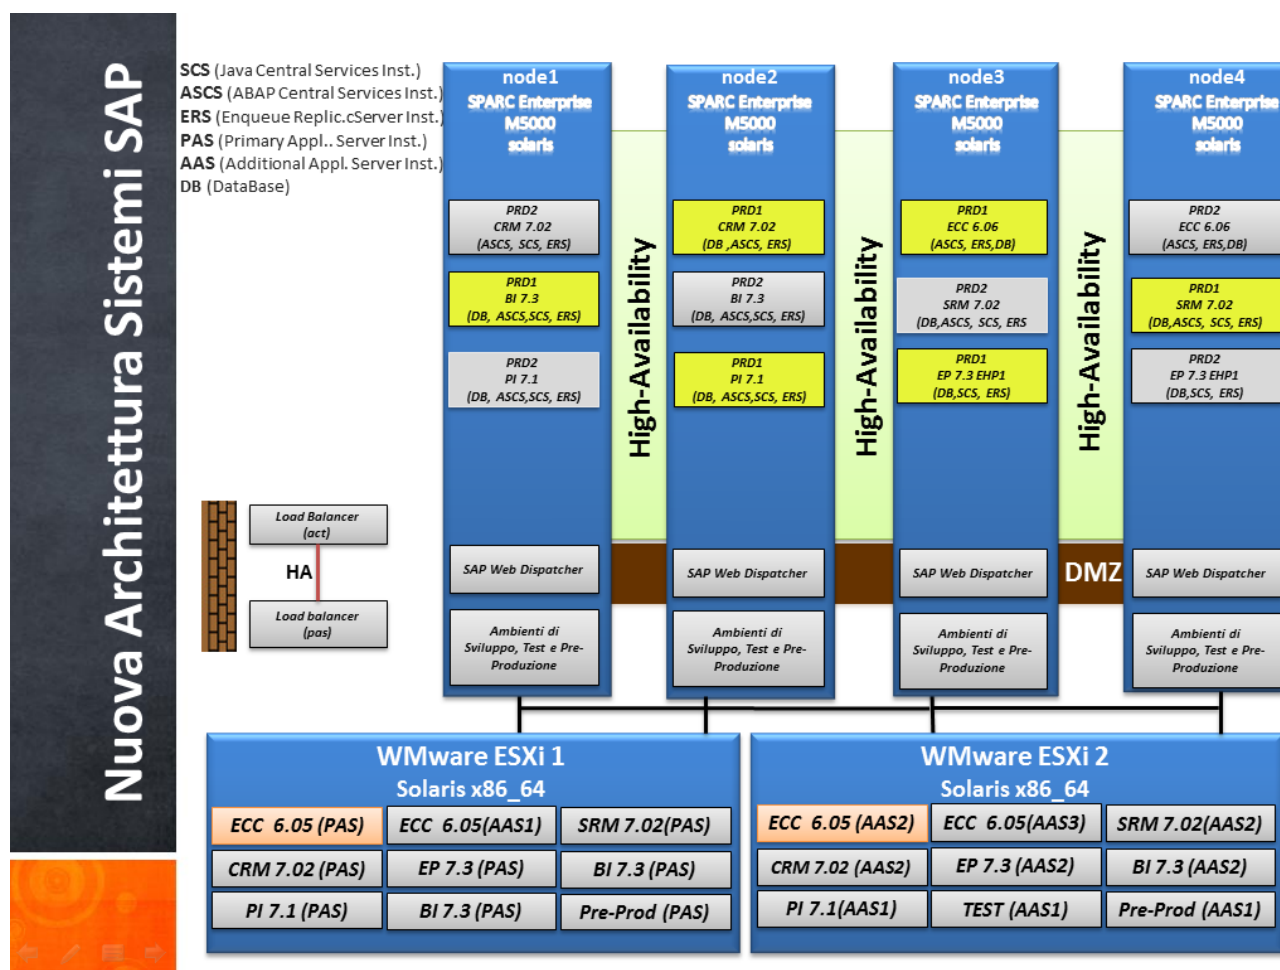 Nuova Architettura Sistemi SAP
SCS (Java Central Services Inst.)
ASCS (ABAP Central Services Inst.)
ERS (Enqueue Replic.cServer Inst.)
PAS (Primary Appl.. Server Inst.)
AAS (Additional Appl. Server Inst.)
DB (DataBase)
node1
SPARC Enterprise
M5000
solaris
PRD2
CRM 7.02
(ASCS, SCS, ERS)
PRD1
BI 7.3
(DB, ASCS,SCS, ERS)
PRD2
PI 7.1
(DB, ASCS,SCS, ERS)
SAP Web Dispatcher
Ambienti di
Sviluppo, Test e Pre-
Produzione
High-Availability
node2
SPARC Enterprise
M5000
solaris
PRD1
CRM 7.02
(DB ,ASCS, ERS)
PRD2
BI 7.3
(DB, ASCS,SCS, ERS)
PRD1
PI 7.1
(DB, ASCS,SCS, ERS)
SAP Web Dispatcher
Ambienti di
Sviluppo, Test e Pre-
Produzione
High-Availability
node3
SPARC Enterprise
M5000
solaris
PRD1
ECC 6.06
(ASCS, ERS,DB)
PRD2
SRM 7.02
(DB,ASCS, SCS, ERS
PRD1
EP 7.3 EHP1
(DB,SCS, ERS)
SAP Web Dispatcher
Ambienti di
Sviluppo, Test e Pre-
Produzione
High-Availability
DMZ
node4
SPARC Enterprise
M5000
solaris
PRD2
ECC 6.06
(ASCS, ERS,DB)
PRD1
SRM 7.02
(DB,ASCS, SCS, ERS)
PRD2
EP 7.3 EHP1
(DB,SCS, ERS)
SAP Web Dispatcher
Ambienti di
Sviluppo, Test e Pre-
Produzione
Load Balancer
(act)
HA
Load balancer
(pas)
WMware ESXi 1
Solaris x86_64
ECC 6.05 (PAS)
ECC 6.05(AAS1)
SRM 7.02(PAS)
CRM 7.02 (PAS)
EP 7.3 (PAS)
BI 7.3 (PAS)
PI 7.1 (PAS)
BI 7.3 (PAS)
Pre-Prod (PAS)
WMware ESXi 2
Solaris x86_64
ECC 6.05 (AAS2)
ECC 6.05(AAS3)
SRM 7.02(AAS2)
CRM 7.02 (AAS2)
EP 7.3 (AAS2)
BI 7.3 (AAS2)
PI 7.1(AAS1)
TEST (AAS1)
Pre-Prod (AAS1)